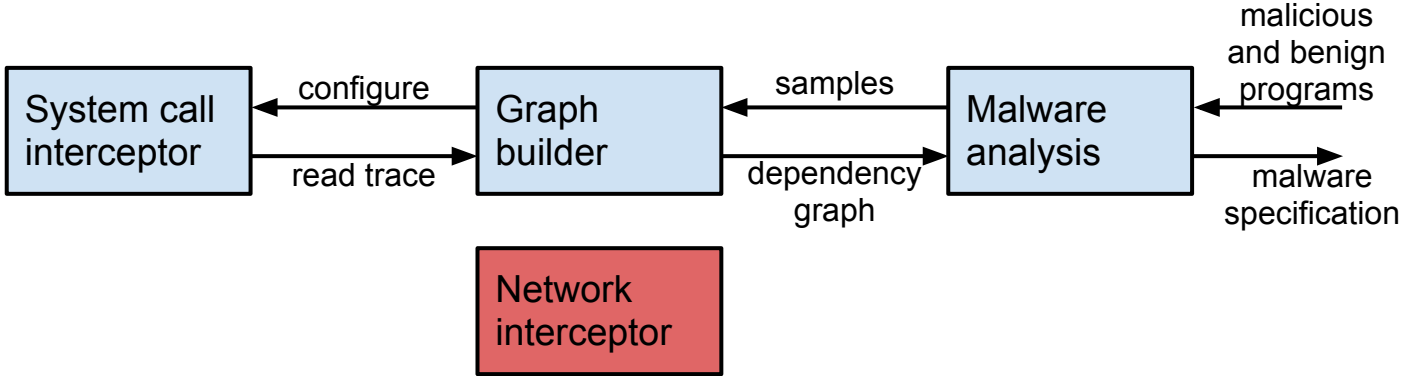 malicious
and benign
programs
System call
interceptor
configure
read trace
Graph
builder
samples
dependency
graph
Malware
analysis
malware
specification
Network
interceptor